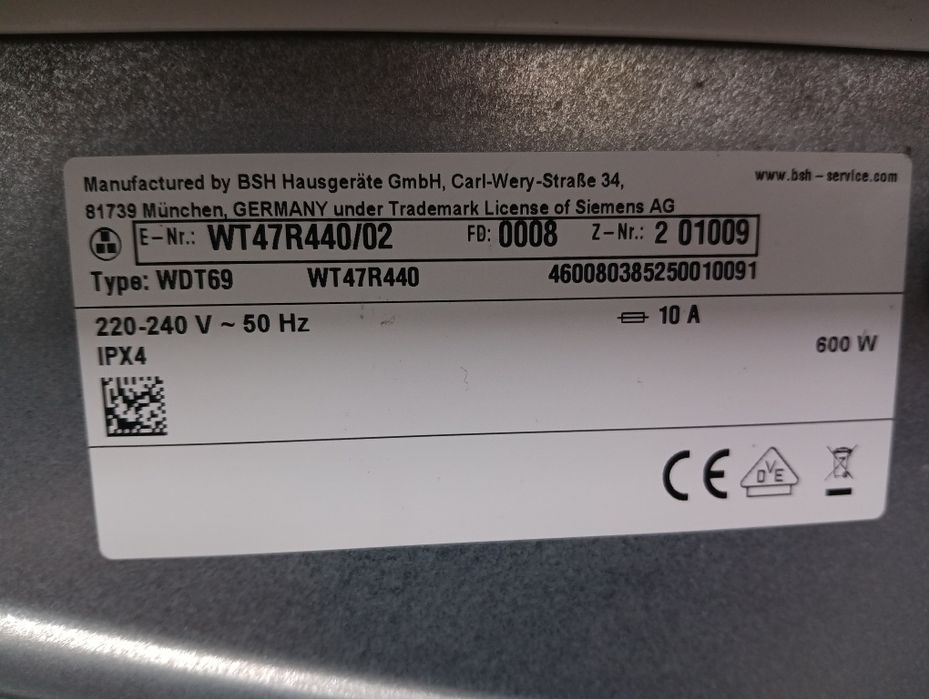 Manufactured by BSH Hausgeräte GmbH, Carl-Wery-Straße 34,
www.bsh-service.com
81739 München, GERMANY under Trademark License of Siemens AG
E-Nr.: WT47R440/02 FD: 0008 Z-Nr.: 2 01009
Type: WDT69 WT47R440 460080385250010091
220-240 V ~ 50 Hz 10 A
IPX4 600 W
CE DVE